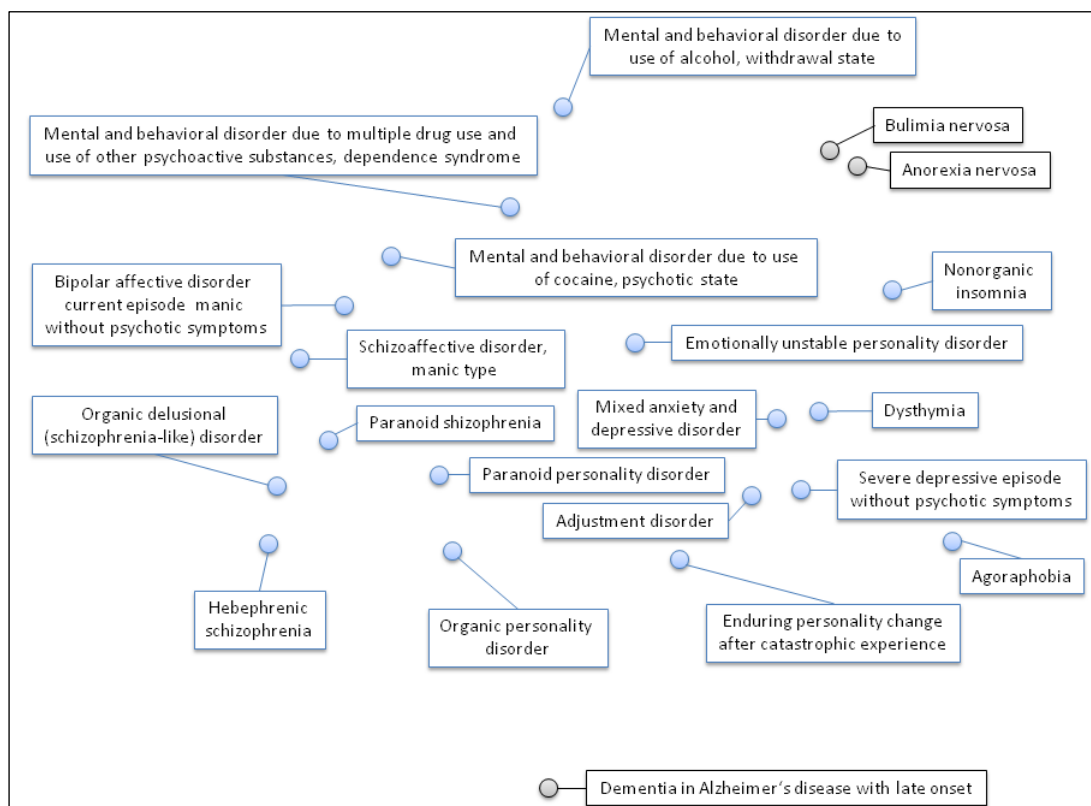 Mental and behavioral disorder due to
use of alcohol, withdrawal state
Mental and behavioral disorder due to multiple drug use and
use of other psychoactive substances, dependence syndrome
Bulimia nervosa
Anorexia nervosa
Mental and behavioral disorder due to use
of cocaine, psychotic state
Nonorganic
insomnia
Bipolar affective disorder
current episode manic
without psychotic symptoms
Schizoaffective disorder,
manic type
Emotionally unstable personality disorder
Organic delusional
(schizophrenia-like) disorder
Paranoid shizophrenia
Mixed anxiety and
depressive disorder
Dysthymia
Paranoid personality disorder
Severe depressive episode
without psychotic symptoms
Adjustment disorder
Agoraphobia
Hebephrenic
schizophrenia
Organic personality
disorder
Enduring personality change
after catastrophic experience
Dementia in Alzheimer‘s disease with late onset